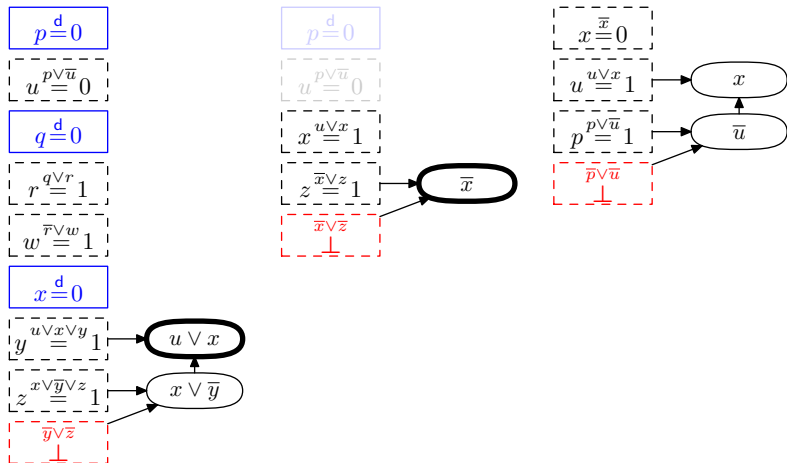 p =ᵈ 0
u =^{p∨u̅} 0
q =ᵈ 0
r =^{q∨r} 1
w =^{r̅∨w} 1
x =ᵈ 0
y =^{u∨x∨y} 1
u ∨ x
z =^{x∨y̅∨z} 1
x ∨ y̅
y̅∨z̅
⊥
p =ᵈ 0
u =^{p∨u̅} 0
x =^{u∨x} 1
z =^{x̅∨z} 1
x̅
x̅∨z̅
⊥
x =^{x̅} 0
u =^{u∨x} 1
x
p =^{p∨u̅} 1
u̅
p̅∨u̅
⊥